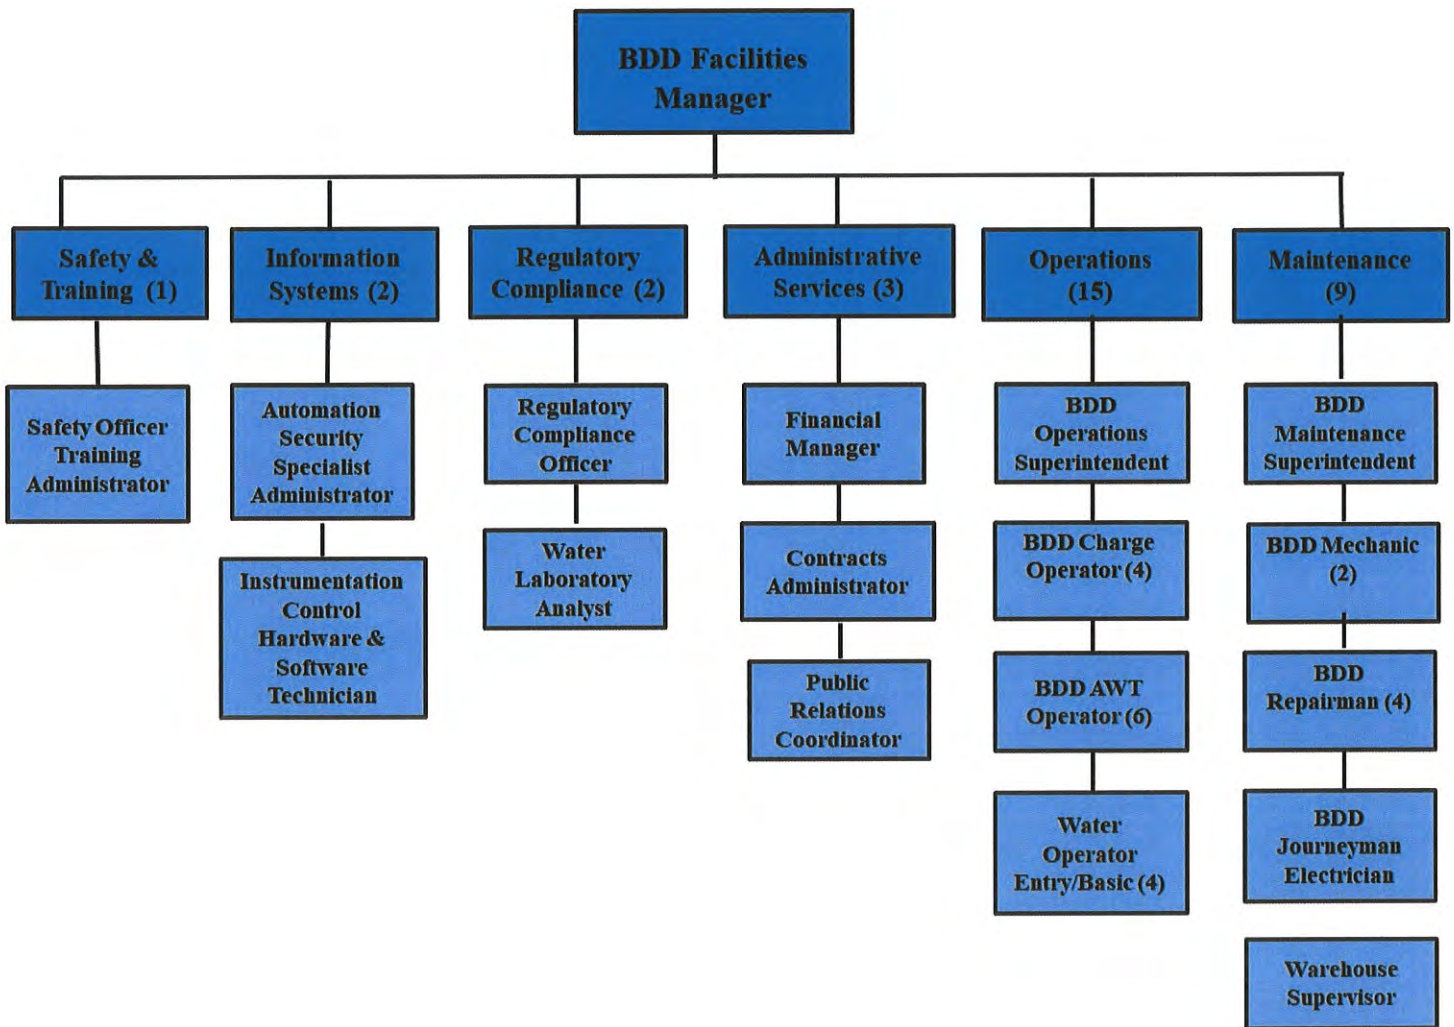 BDD Facilities
Manager
Safety &
Training (1)
Information
Systems (2)
Regulatory
Compliance (2)
Administrative
Services (3)
Operations
(15)
Maintenance
(9)
Safety Officer
Training
Administrator
Automation
Security
Specialist
Administrator
Instrumentation
Control
Hardware &
Software
Technician
Regulatory
Compliance
Officer
Water
Laboratory
Analyst
Financial
Manager
Contracts
Administrator
Public
Relations
Coordinator
BDD
Operations
Superintendent
BDD Charge
Operator (4)
BDD AWT
Operator (6)
Water
Operator
Entry/Basic (4)
BDD
Maintenance
Superintendent
BDD Mechanic
(2)
BDD
Repairman (4)
BDD
Journeyman
Electrician
Warehouse
Supervisor